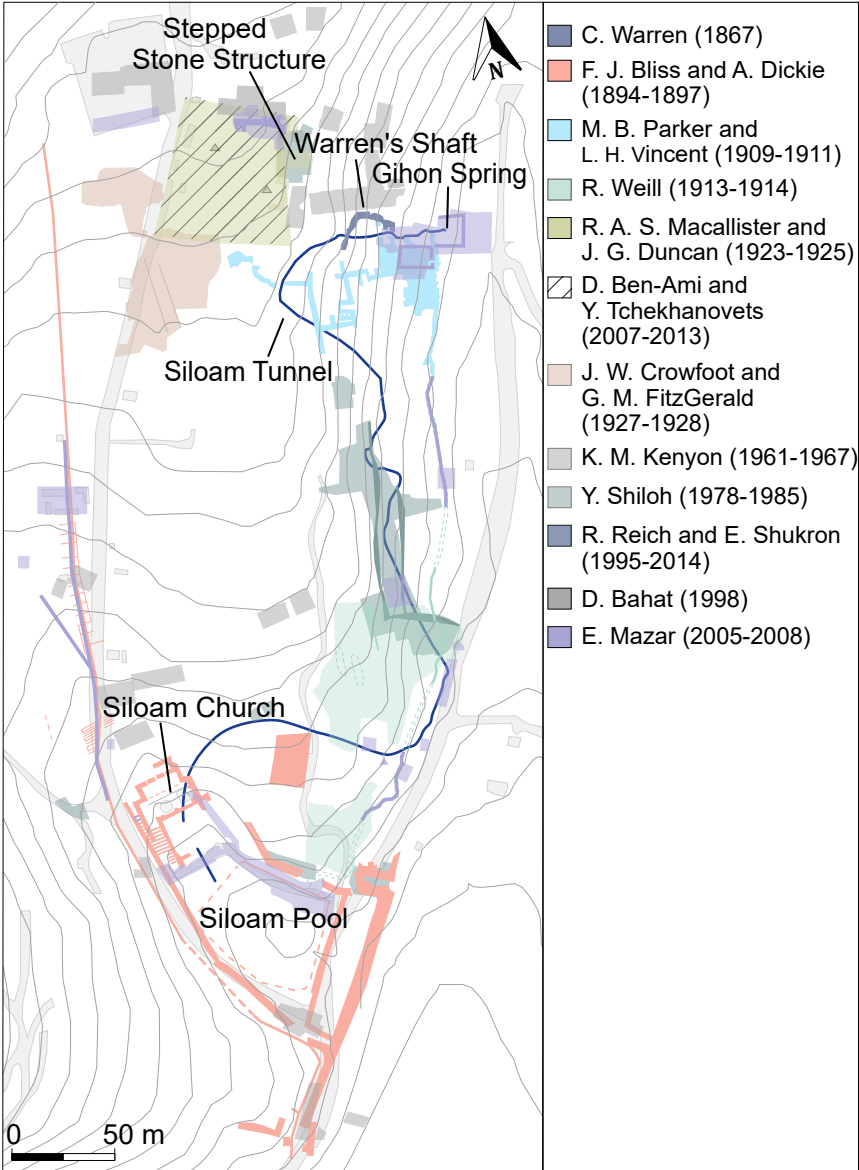 Stepped
Stone Structure
Warren's Shaft
Gihon Spring
Siloam Tunnel
Siloam Church
Siloam Pool
0 50 m
N
C. Warren (1867)
F. J. Bliss and A. Dickie
(1894-1897)
M. B. Parker and
L. H. Vincent (1909-1911)
R. Weill (1913-1914)
R. A. S. Macallister and
J. G. Duncan (1923-1925)
D. Ben-Ami and
Y. Tchekhanovets
(2007-2013)
J. W. Crowfoot and
G. M. FitzGerald
(1927-1928)
K. M. Kenyon (1961-1967)
Y. Shiloh (1978-1985)
R. Reich and E. Shukron
(1995-2014)
D. Bahat (1998)
E. Mazar (2005-2008)